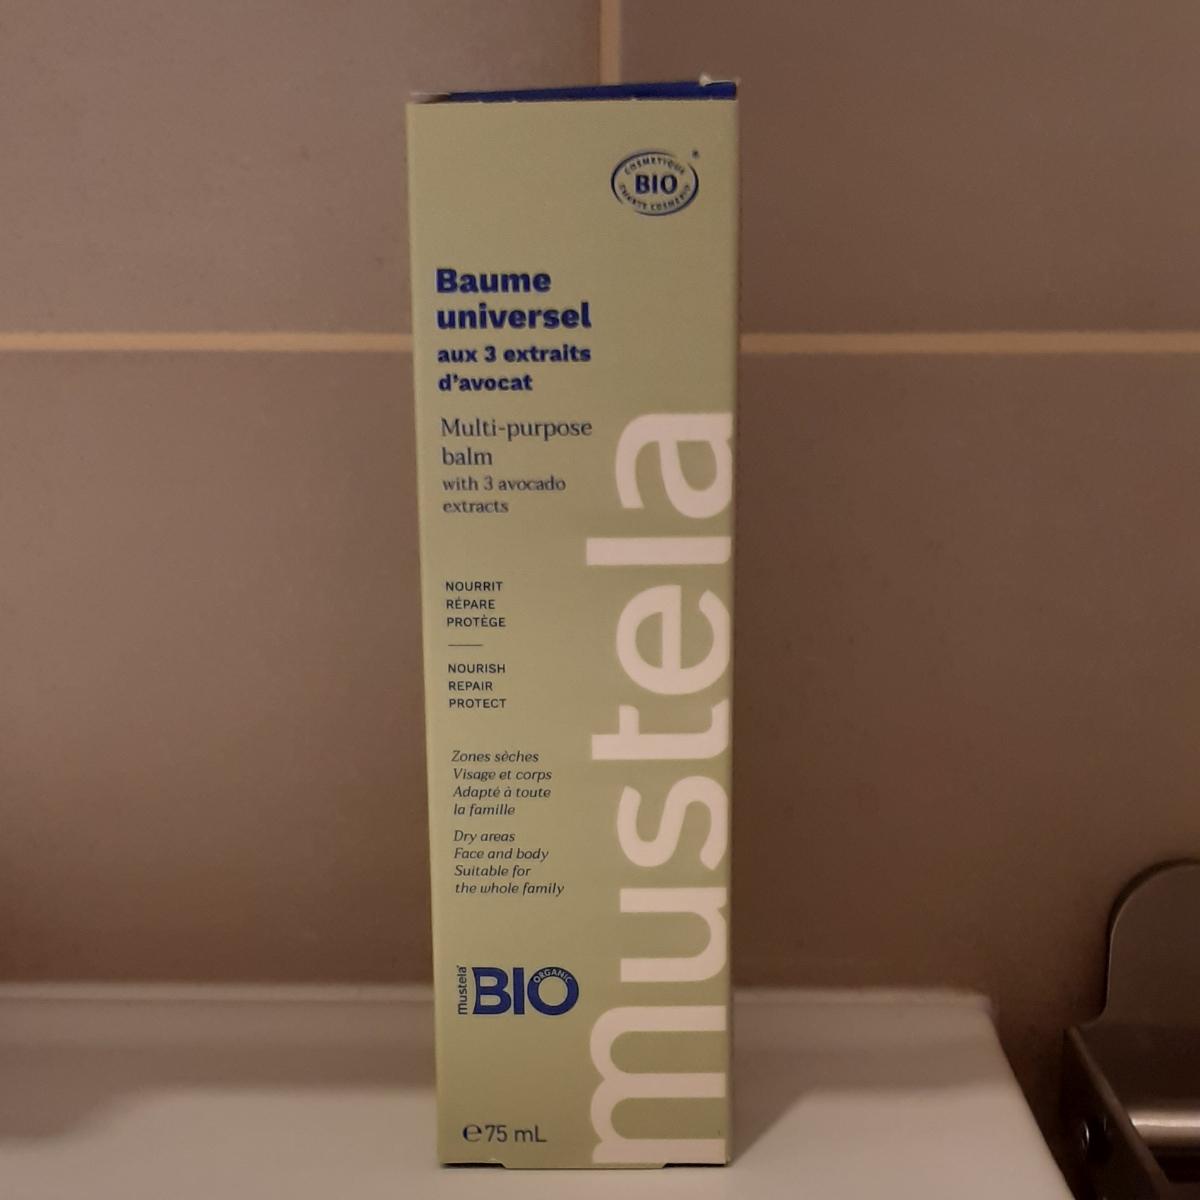 COSMETIQUE
BIO
Baume
universel
aux 3 extraits
d'avocat
Multi-purpose
balm
with 3 avocado
extracts
NOURRIT
RÉPARE
PROTÈGE
NOURISH
REPAIR
PROTECT
Zones sèches
Visage et corps
Adapté à toute
la famille
Dry areas
Face and body
Suitable for
the whole family
mustela
BIO
ORGANIC
℮75 mL
mustela